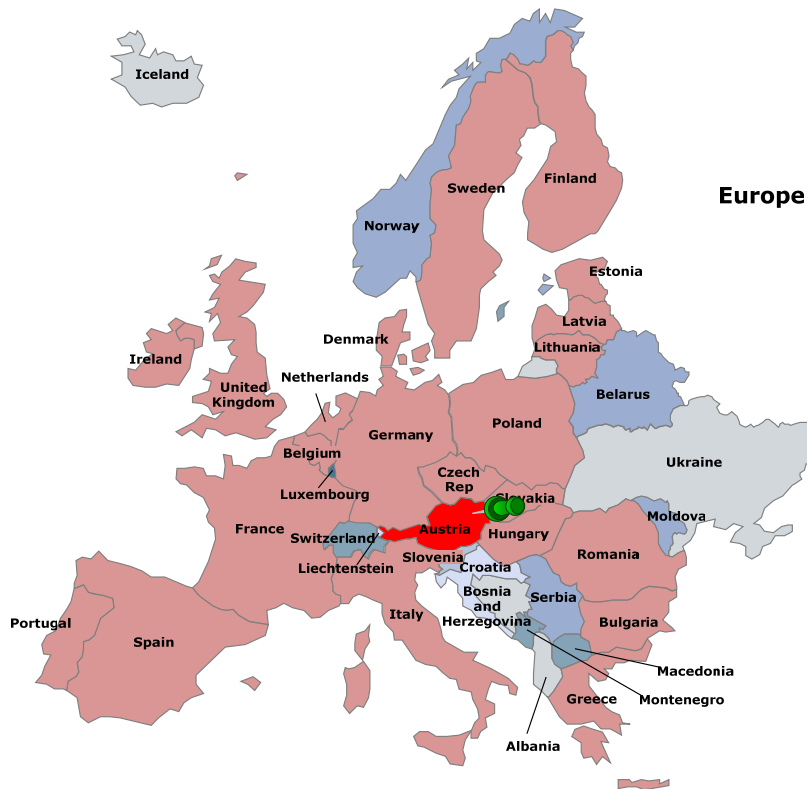 Iceland
Europe
Sweden
Finland
Norway
Estonia
Latvia
Denmark
Lithuania
Ireland
Netherlands
United
Kingdom
Belarus
Poland
Germany
Belgium
Ukraine
Czech
Rep
Luxembourg
Slovakia
Moldova
France
Austria
Switzerland
Hungary
Romania
Slovenia
Liechtenstein
Croatia
Bosnia
and
Herzegovina
Serbia
Italy
Bulgaria
Portugal
Spain
Macedonia
Greece
Montenegro
Albania